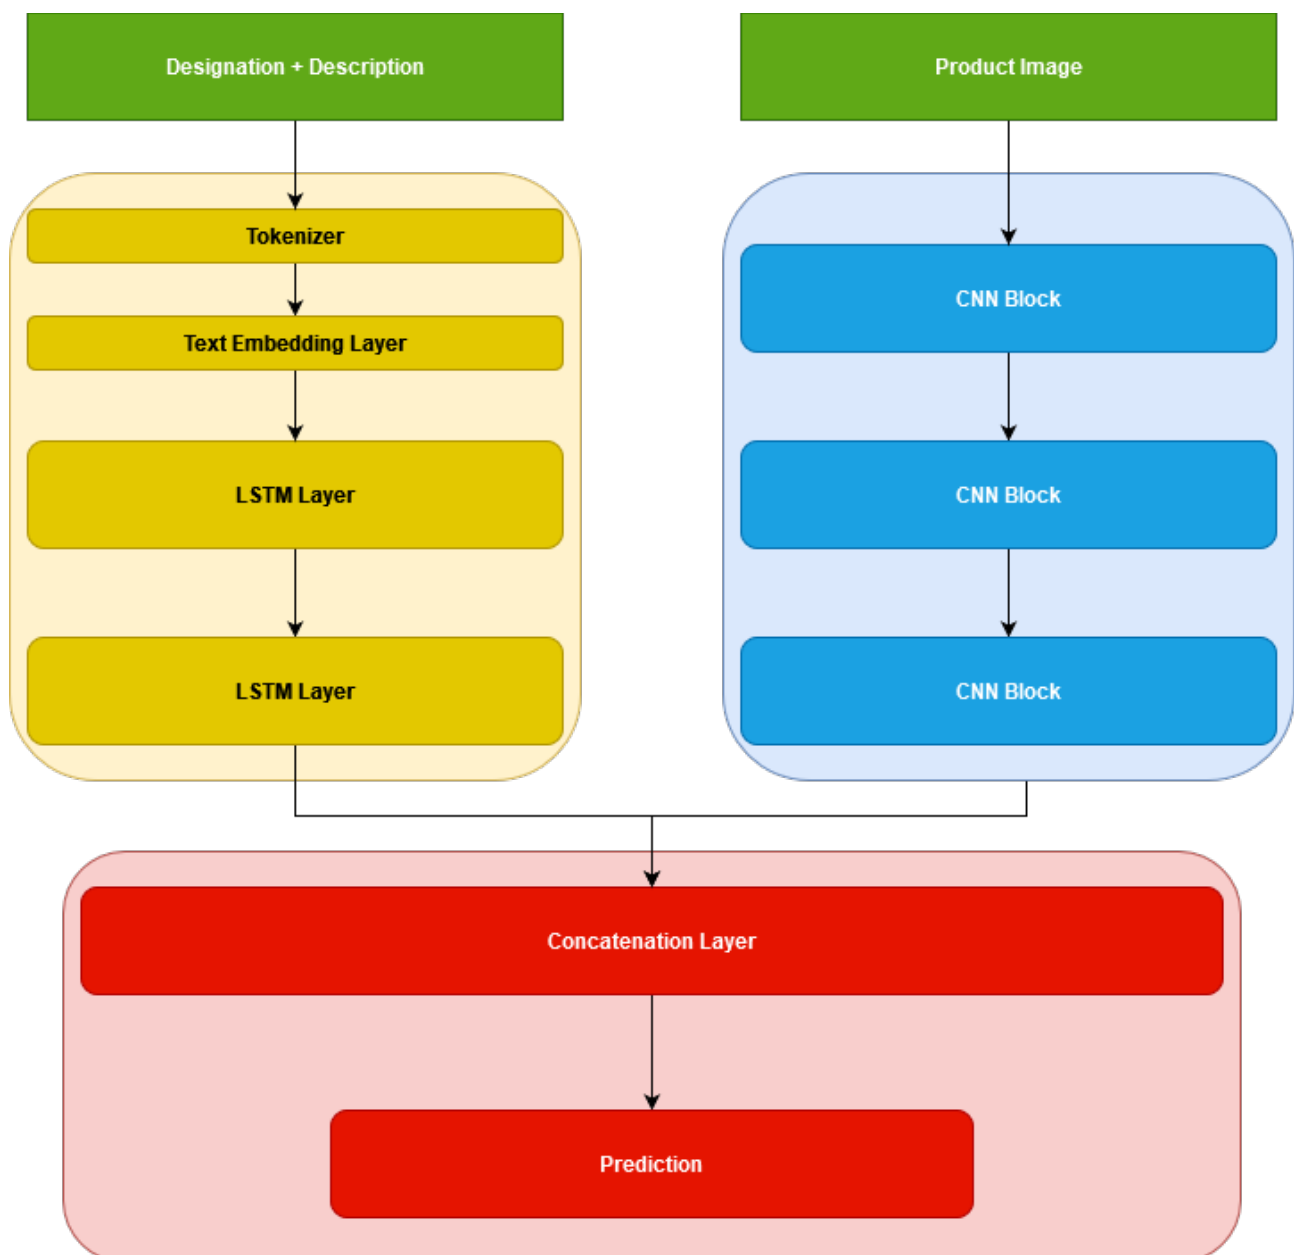 Designation + Description
Product Image
Tokenizer
Text Embedding Layer
LSTM Layer
LSTM Layer
CNN Block
CNN Block
CNN Block
Concatenation Layer
Prediction